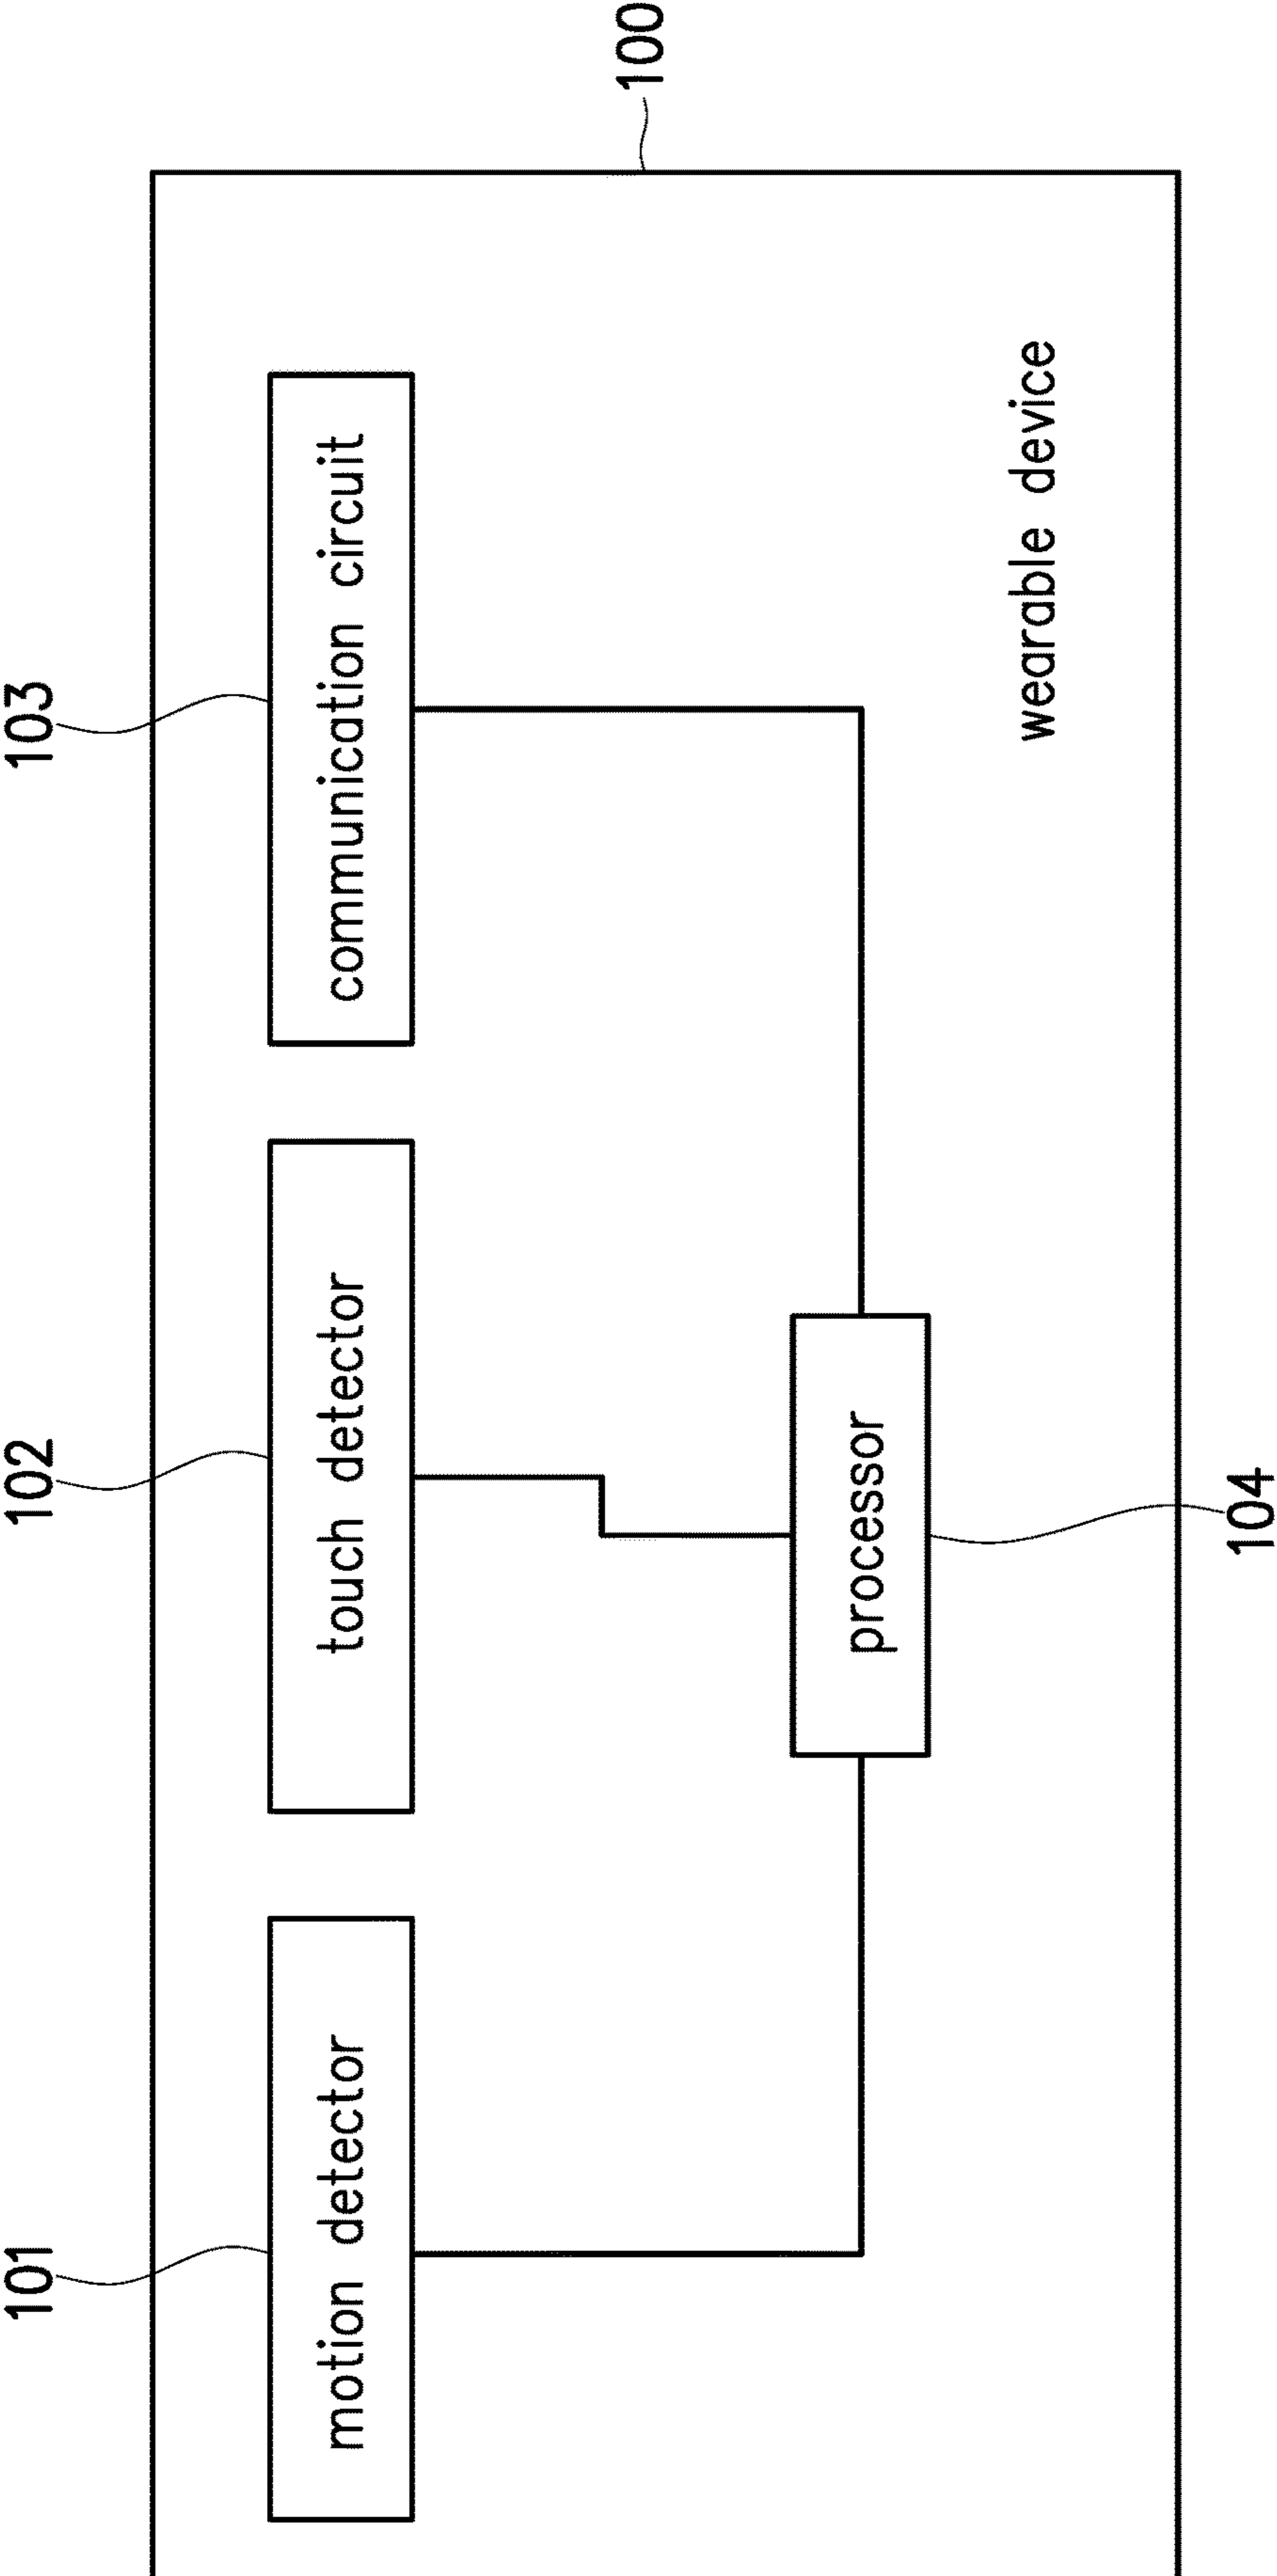 101
102
103
motion detector
touch detector
communication circuit
100
processor
wearable device
104